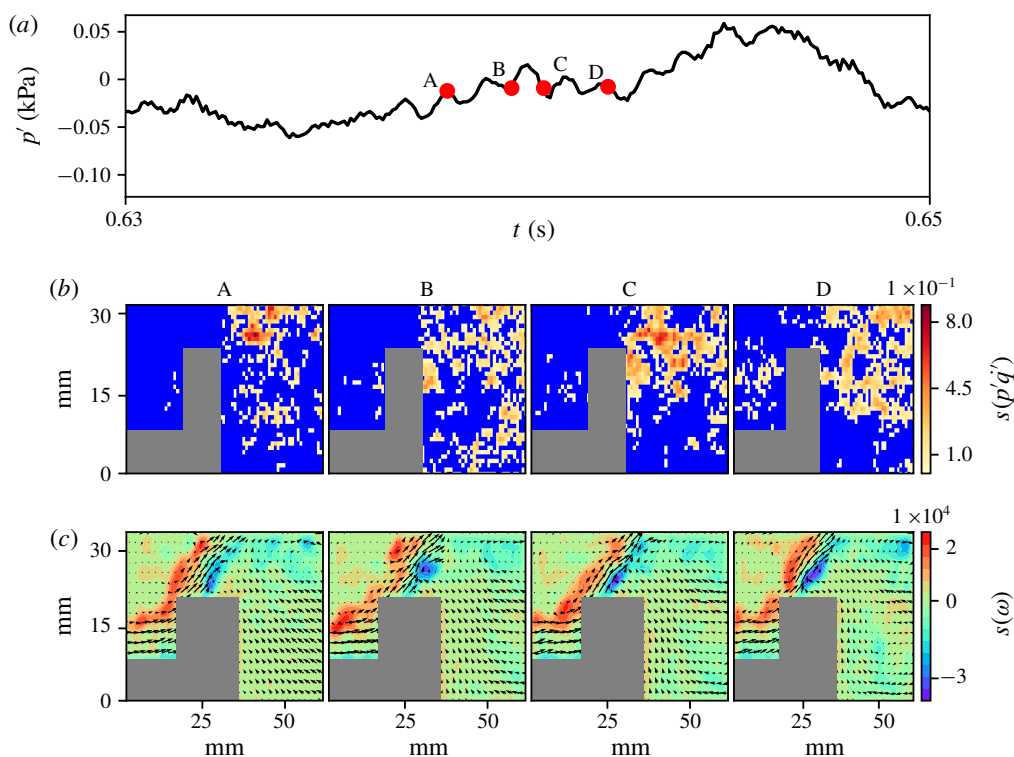 (a)
0.05
0
−0.05
−0.10
p′ (kPa)
A
B
C
D
0.63
0.65
t (s)
(b)
A
B
C
D
1 ×10⁻¹
30
15
0
mm
8.0
4.5
1.0
s(p′q̇′)
(c)
1 ×10⁴
30
15
0
mm
2
0
−3
s(ω)
25
50
25
50
25
50
25
50
mm
mm
mm
mm